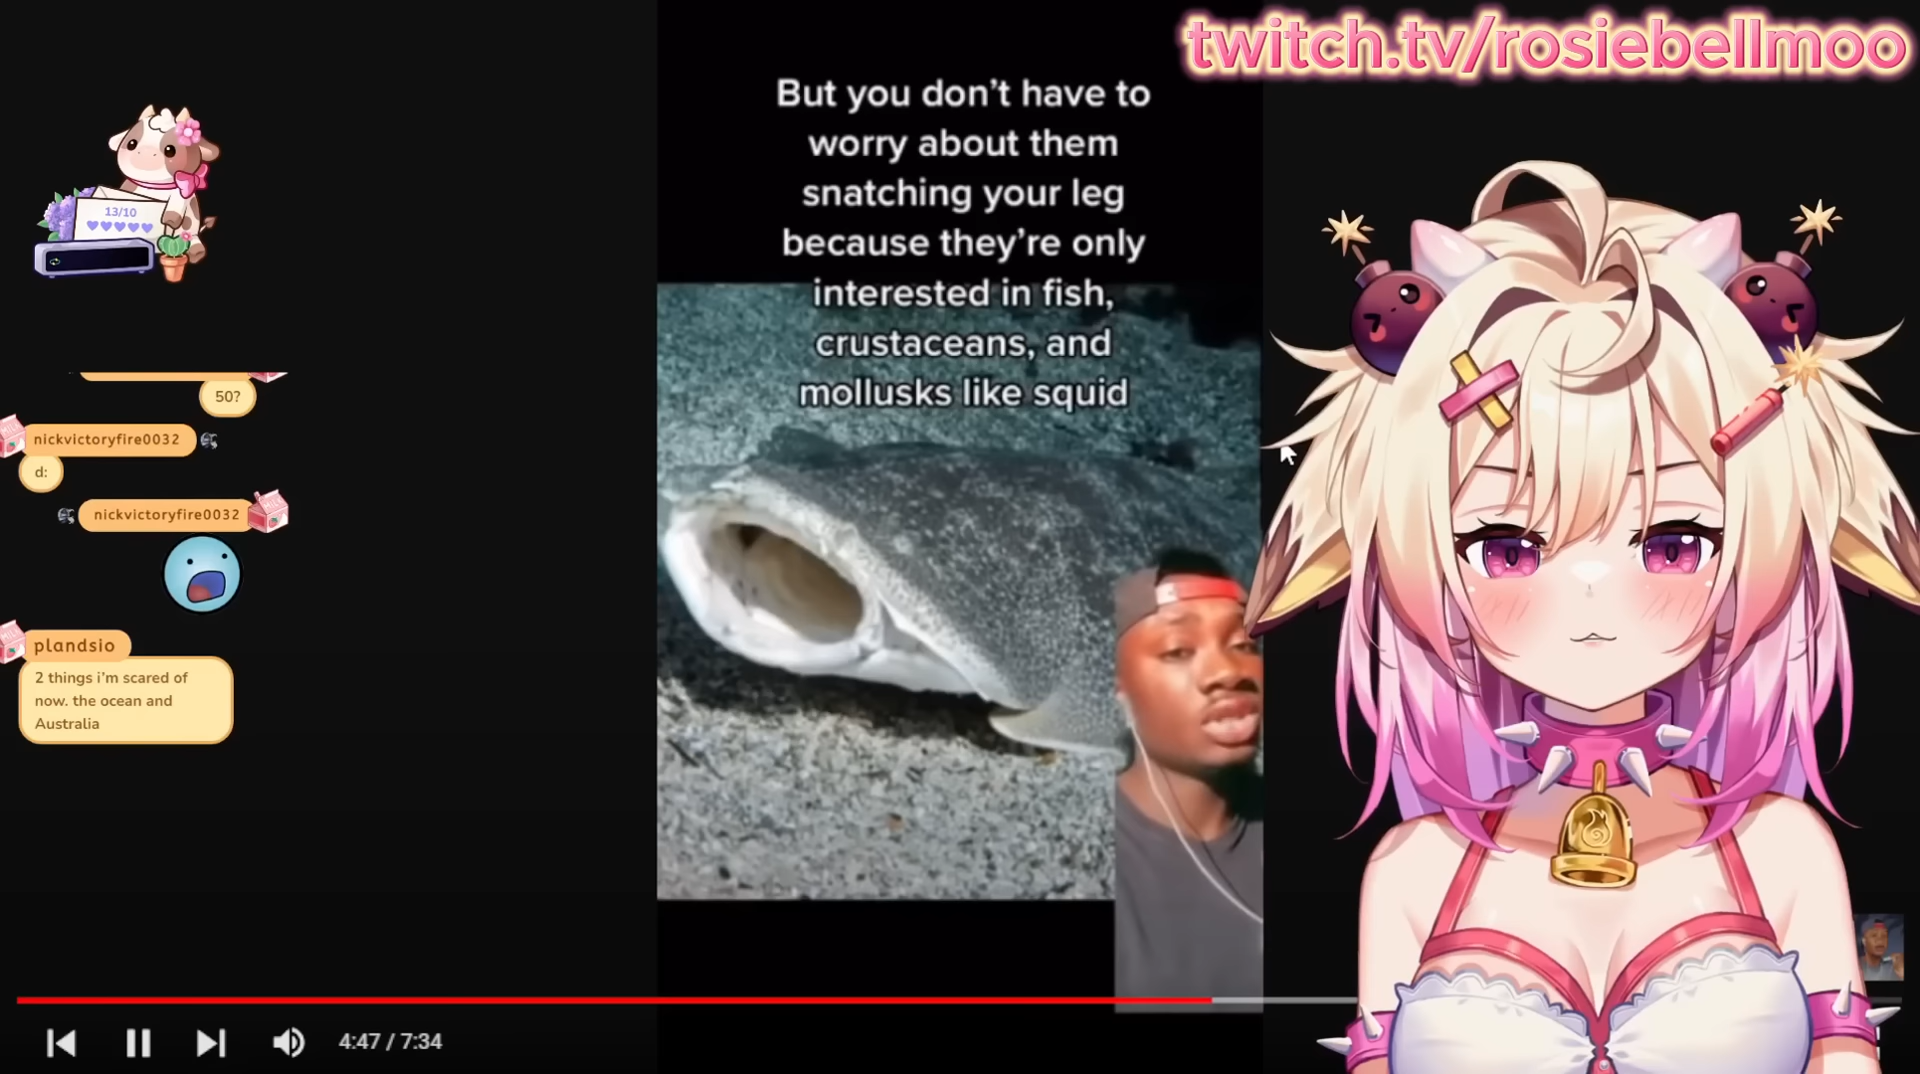 twitch.tv/rosiebellmoo
But you don’t have to
worry about them
snatching your leg
because they’re only
interested in fish,
crustaceans, and
mollusks like squid
13/10
50?
nickvictoryfire0032
d:
nickvictoryfire0032
plandsio
2 things i’m scared of
now. the ocean and
Australia
4:47 / 7:34